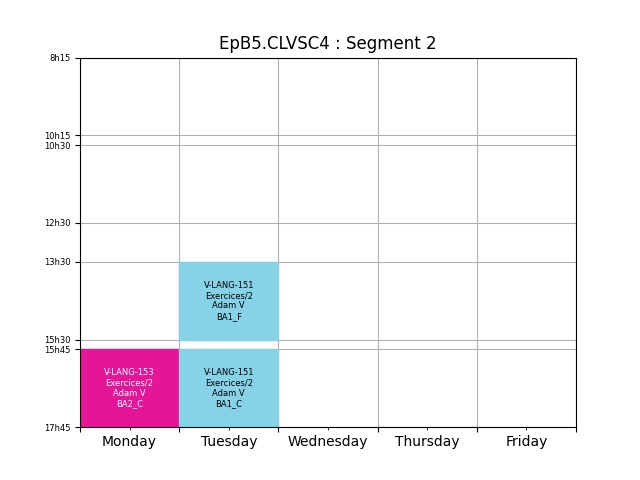 EpB5.CLVSC4 : Segment 2
8h15
10h15
10h30
12h30
13h30
15h30
15h45
17h45
V-LANG-151
Exercices/2
Adam V
BA1_F
V-LANG-153
Exercices/2
Adam V
BA2_C
V-LANG-151
Exercices/2
Adam V
BA1_C
Monday
Tuesday
Wednesday
Thursday
Friday